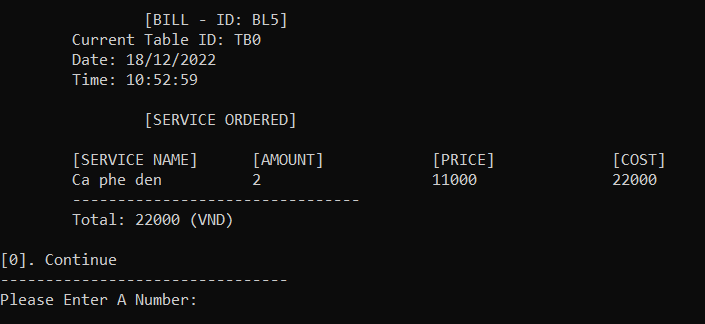 [BILL - ID: BL5]
Current Table ID: TB0
Date: 18/12/2022
Time: 10:52:59
[SERVICE ORDERED]
[SERVICE NAME] [AMOUNT] [PRICE] [COST]
Ca phe den 2 11000 22000
--------------------------------
Total: 22000 (VND)
[0]. Continue
--------------------------------
Please Enter A Number: